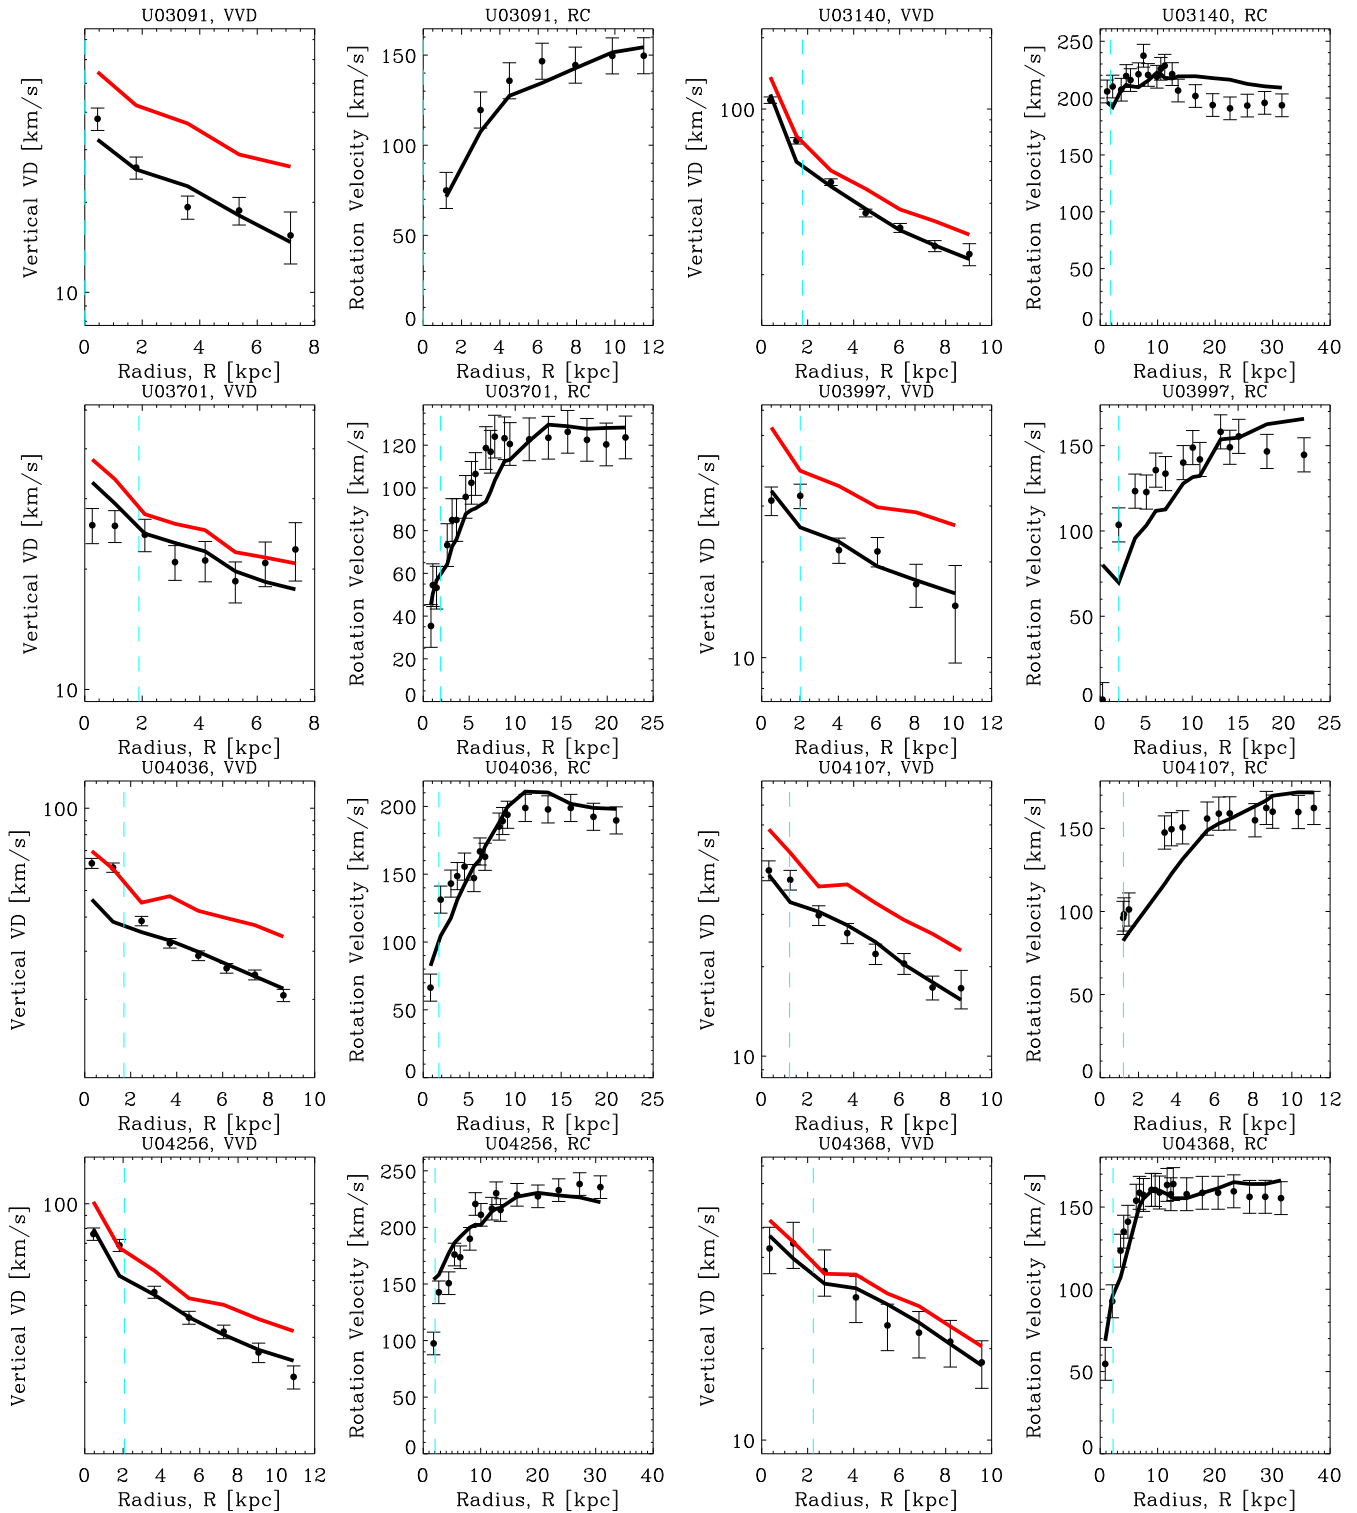 U03091, VVD
Vertical VD [km/s]
10
0 2 4 6 8
Radius, R [kpc]
U03091, RC
Rotation Velocity [km/s]
150
100
50
0
0 2 4 6 8 10 12
Radius, R [kpc]
U03140, VVD
Vertical VD [km/s]
100
0 2 4 6 8 10
Radius, R [kpc]
U03140, RC
Rotation Velocity [km/s]
250
200
150
100
50
0
0 10 20 30 40
Radius, R [kpc]
U03701, VVD
Vertical VD [km/s]
10
0 2 4 6 8
Radius, R [kpc]
U03701, RC
Rotation Velocity [km/s]
120
100
80
60
40
20
0
0 5 10 15 20 25
Radius, R [kpc]
U03997, VVD
Vertical VD [km/s]
10
0 2 4 6 8 10 12
Radius, R [kpc]
U03997, RC
Rotation Velocity [km/s]
150
100
50
0
0 5 10 15 20 25
Radius, R [kpc]
U04036, VVD
Vertical VD [km/s]
100
0 2 4 6 8 10
Radius, R [kpc]
U04036, RC
Rotation Velocity [km/s]
200
150
100
50
0
0 5 10 15 20 25
Radius, R [kpc]
U04107, VVD
Vertical VD [km/s]
10
0 2 4 6 8 10
Radius, R [kpc]
U04107, RC
Rotation Velocity [km/s]
150
100
50
0
0 2 4 6 8 10 12
Radius, R [kpc]
U04256, VVD
Vertical VD [km/s]
100
0 2 4 6 8 10 12
Radius, R [kpc]
U04256, RC
Rotation Velocity [km/s]
250
200
150
100
50
0
0 10 20 30 40
Radius, R [kpc]
U04368, VVD
Vertical VD [km/s]
10
0 2 4 6 8 10
Radius, R [kpc]
U04368, RC
Rotation Velocity [km/s]
200
150
100
50
0
0 10 20 30 40
Radius, R [kpc]